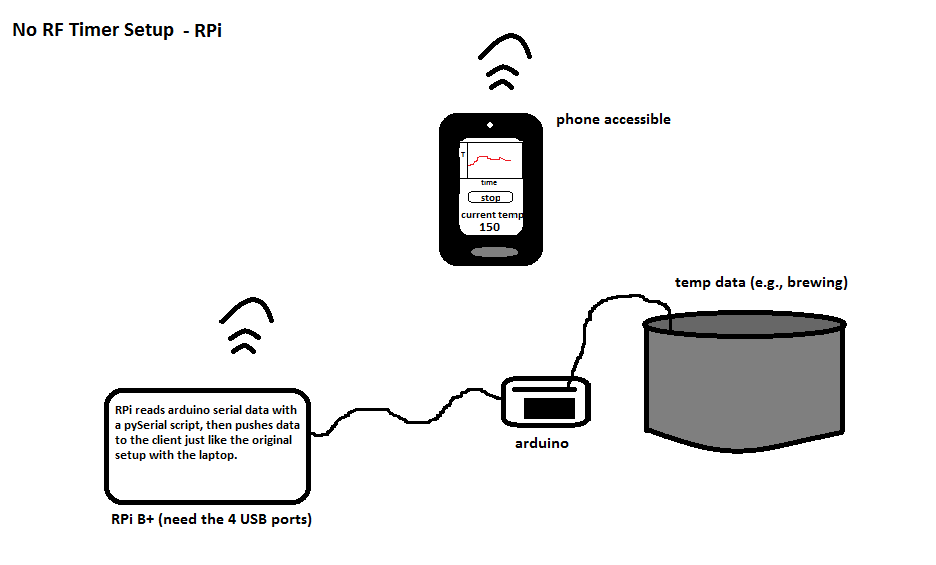 No RF Timer Setup - RPi
phone accessible
T
time
stop
current temp
150
temp data (e.g., brewing)
RPi reads arduino serial data with
a pySerial script, then pushes data
to the client just like the original
setup with the laptop.
arduino
RPi B+ (need the 4 USB ports)